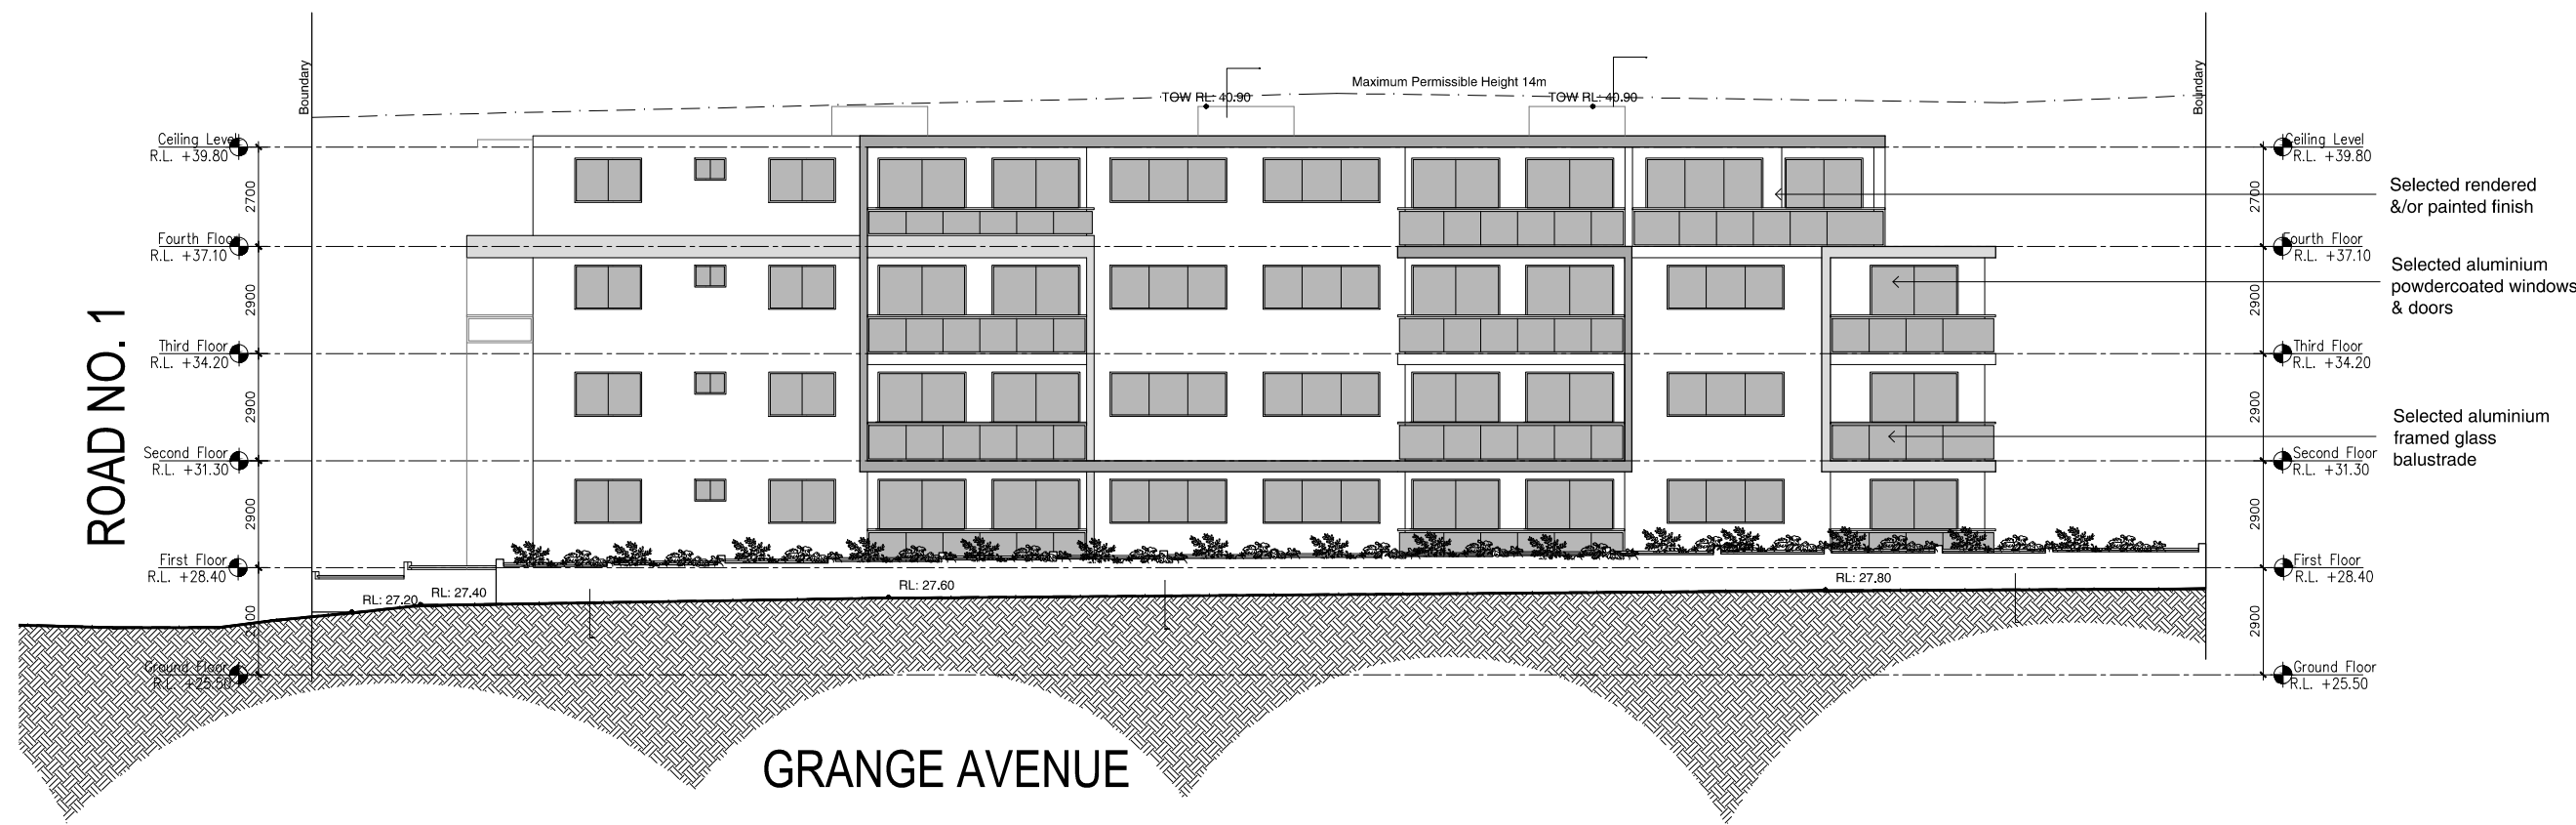 Maximum Permissible Height 14m
TOW RL: 40.90
TOW RL: 40.90
Boundary
Boundary
Ceiling Level
R.L. +39.80
2700
Fourth Floor
R.L. +37.10
2900
Third Floor
R.L. +34.20
2900
Second Floor
R.L. +31.30
2900
First Floor
R.L. +28.40
2900
Ground Floor
R.L. +25.50
ROAD NO. 1
RL: 27.20
RL: 27.40
RL: 27.60
RL: 27.80
Ceiling Level
R.L. +39.80
2700
Fourth Floor
R.L. +37.10
2900
Third Floor
R.L. +34.20
2900
Second Floor
R.L. +31.30
2900
First Floor
R.L. +28.40
2900
Ground Floor
R.L. +25.50
Selected rendered
&/or painted finish
Selected aluminium
powdercoated windows
& doors
Selected aluminium
framed glass
balustrade
GRANGE AVENUE